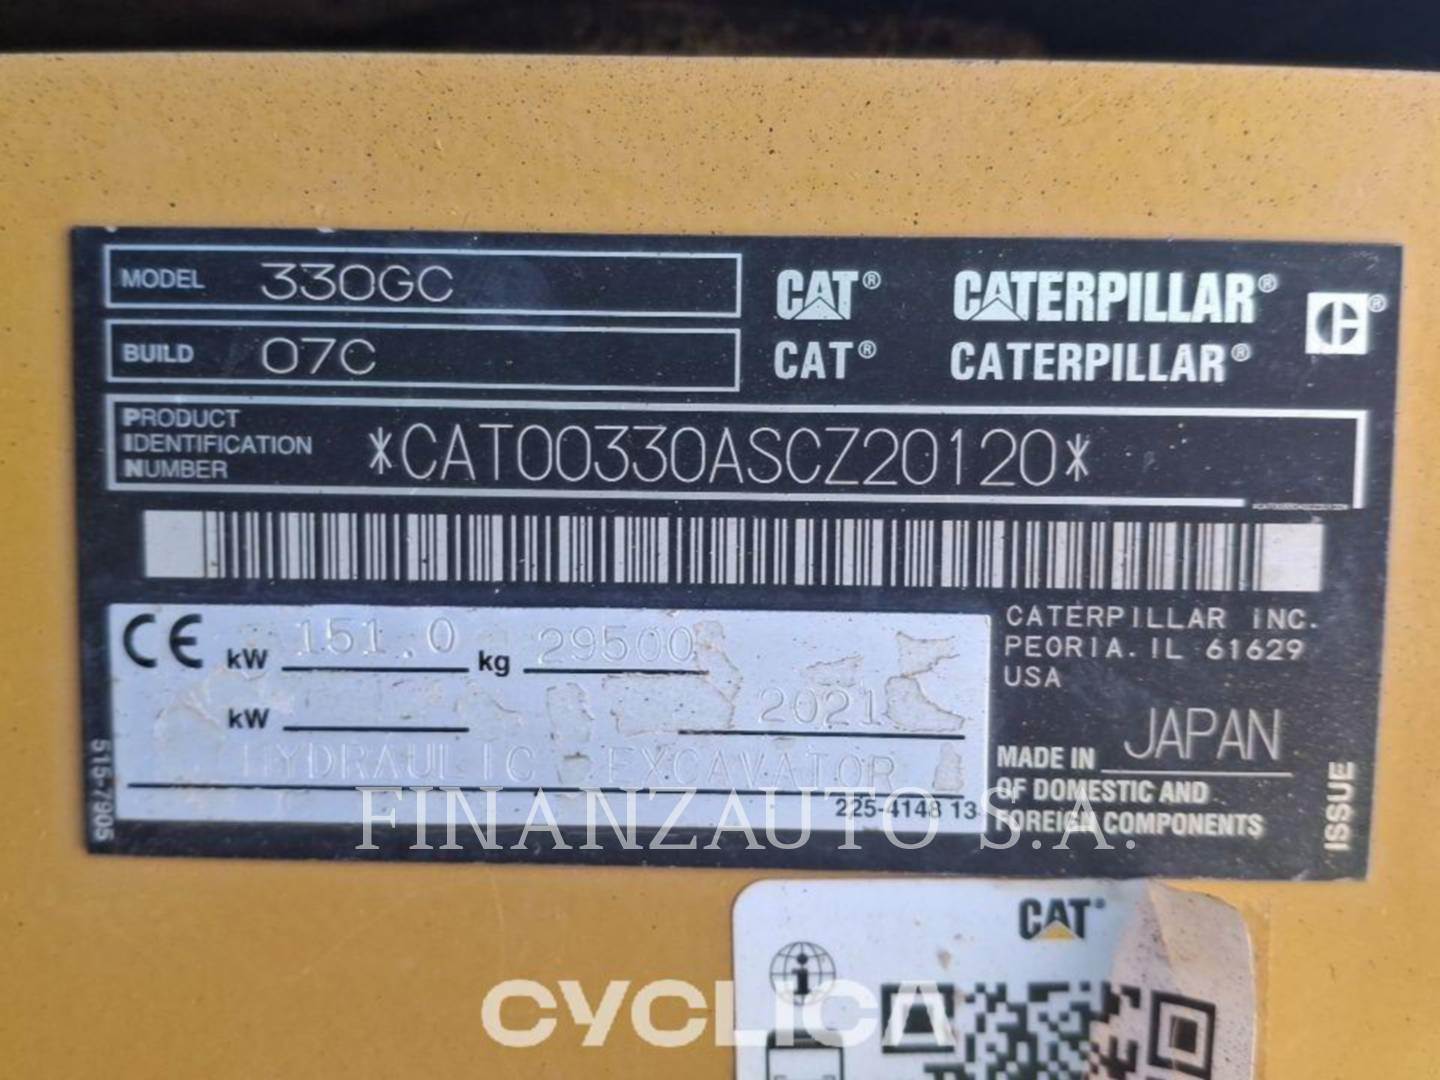 MODEL 330GC
BUILD 07C
CAT® CATERPILLAR®
CAT® CATERPILLAR®
PRODUCT
IDENTIFICATION
NUMBER
*CAT00330ASCZ20120*
CE kW 151.0 kg 29500
kW 2021
HYDRAULIC EXCAVATOR
225-4148 13
515-7905
CATERPILLAR INC.
PEORIA. IL 61629
USA
MADE IN JAPAN
OF DOMESTIC AND
FOREIGN COMPONENTS
ISSUE
FINANZAUTO S.A.
CAT®
i
CYCLICA